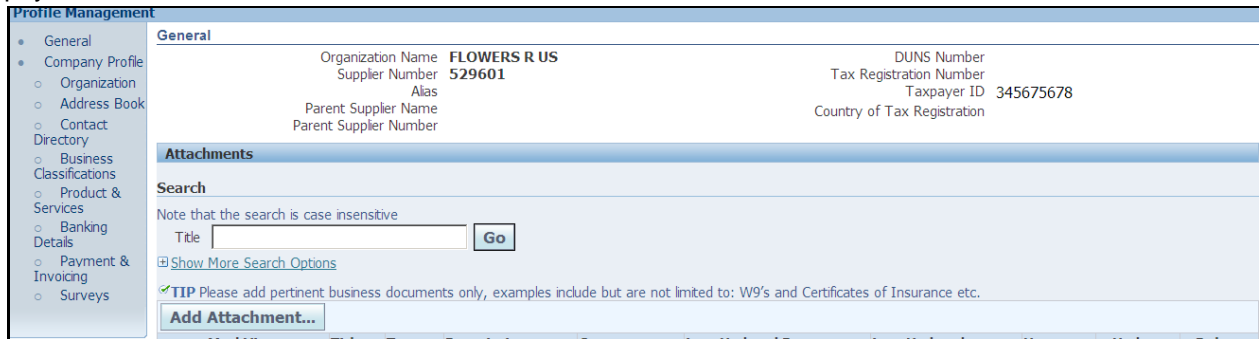 Profile Management
General
Company Profile
Organization
Address Book
Contact
Directory
Business
Classifications
Product &
Services
Banking
Details
Payment &
Invoicing
Surveys
General
Organization Name FLOWERS R US
Supplier Number 529601
Alias
Parent Supplier Name
Parent Supplier Number
DUNS Number
Tax Registration Number
Taxpayer ID 345675678
Country of Tax Registration
Attachments
Search
Note that the search is case insensitive
Title Go
Show More Search Options
TIP Please add pertinent business documents only, examples include but are not limited to: W9's and Certificates of Insurance etc.
Add Attachment...